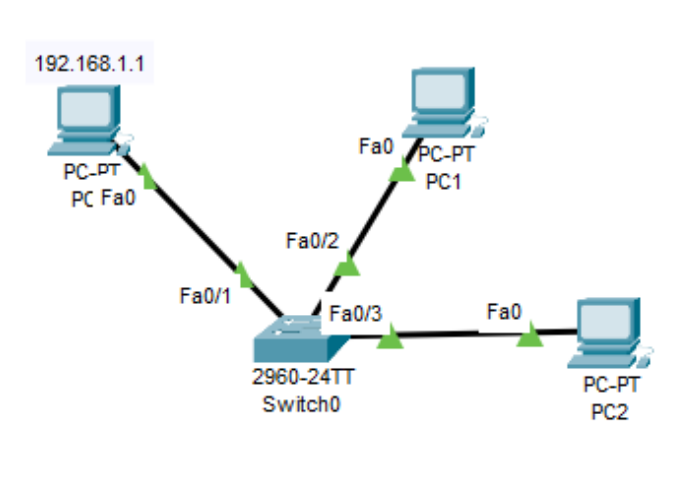 192.168.1.1
PC-PT
Fa0
Fa0
PC-PT
PC1
Fa0/2
Fa0/1
Fa0/3
Fa0
2960-24TT
Switch0
PC-PT
PC2